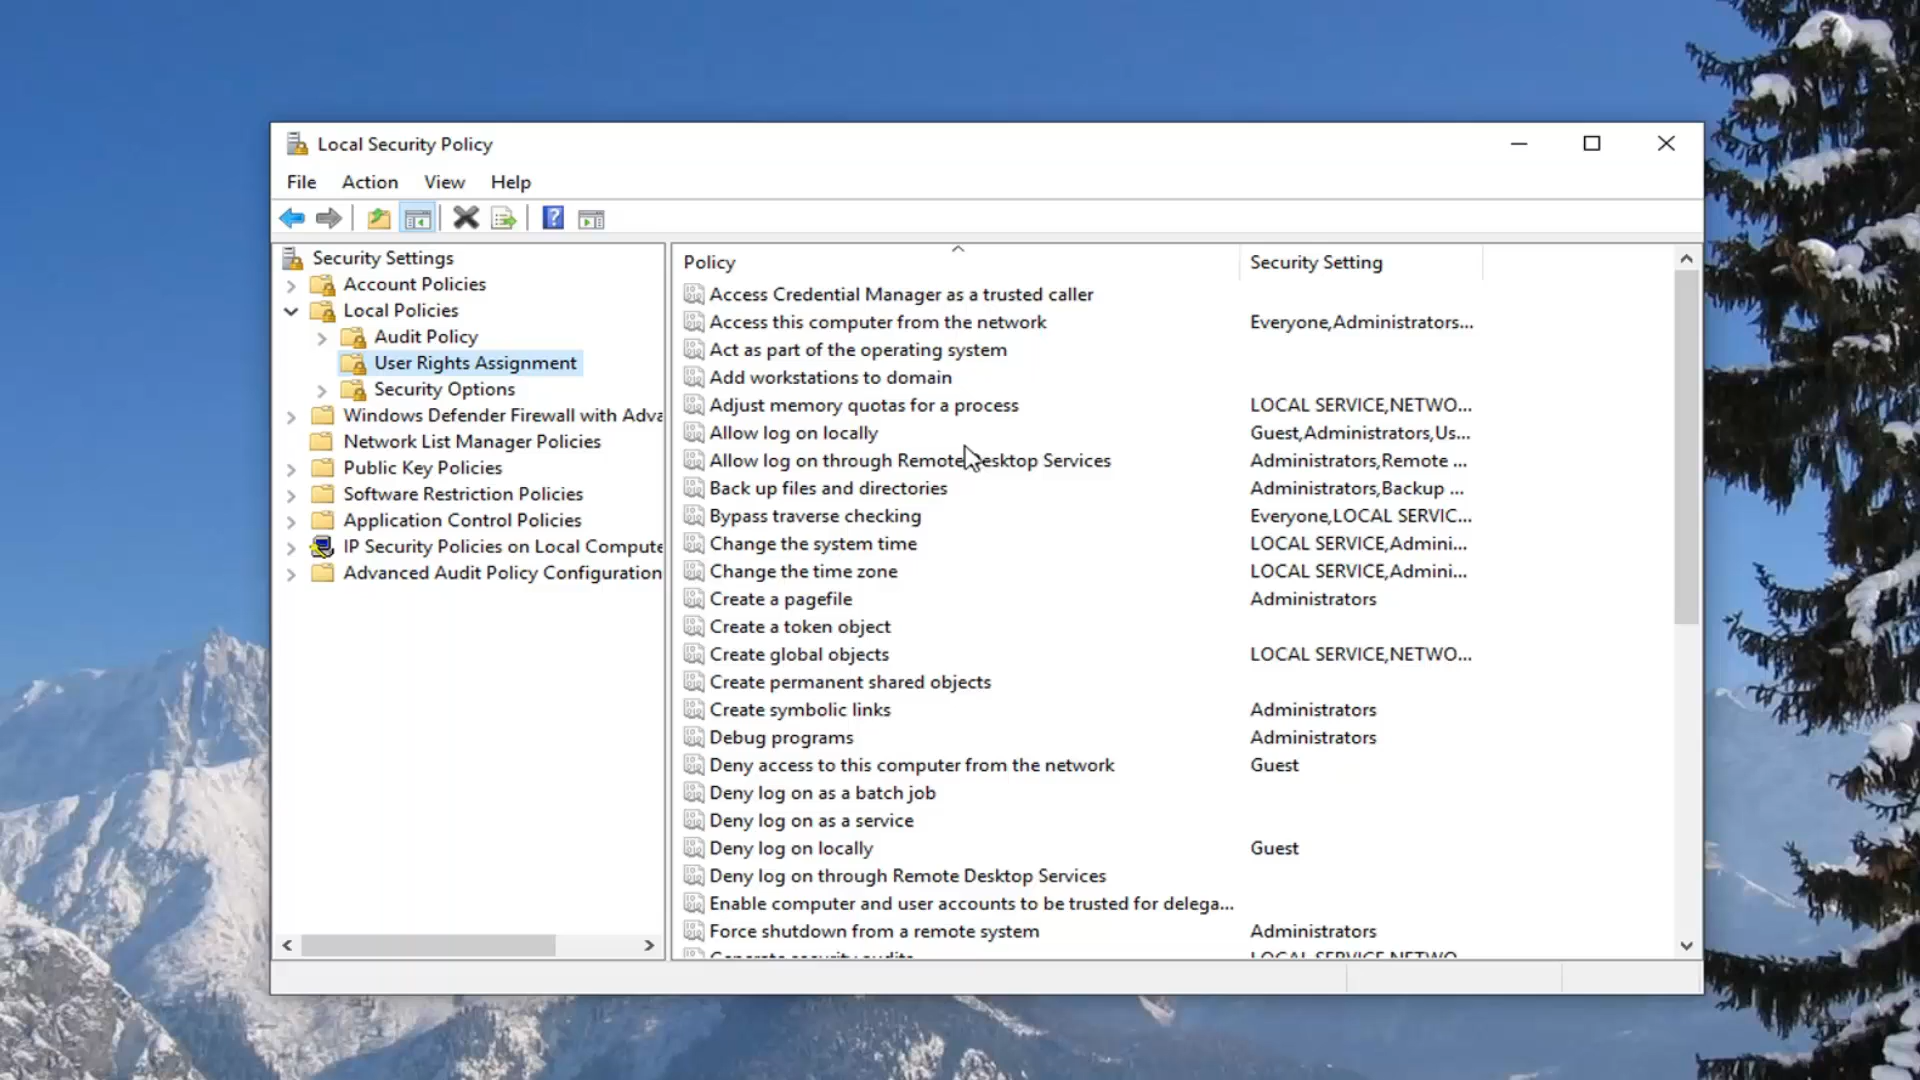 Local Security Policy
File Action View Help
Security Settings
Account Policies
Local Policies
Audit Policy
User Rights Assignment
Security Options
Windows Defender Firewall with Adva
Network List Manager Policies
Public Key Policies
Software Restriction Policies
Application Control Policies
IP Security Policies on Local Compute
Advanced Audit Policy Configuration
Policy Security Setting
Access Credential Manager as a trusted caller
Access this computer from the network Everyone,Administrators...
Act as part of the operating system
Add workstations to domain
Adjust memory quotas for a process LOCAL SERVICE,NETWO...
Allow log on locally Guest,Administrators,Us...
Allow log on through Remote Desktop Services Administrators,Remote ...
Back up files and directories Administrators,Backup ...
Bypass traverse checking Everyone,LOCAL SERVIC...
Change the system time LOCAL SERVICE,Admini...
Change the time zone LOCAL SERVICE,Admini...
Create a pagefile Administrators
Create a token object
Create global objects LOCAL SERVICE,NETWO...
Create permanent shared objects
Create symbolic links Administrators
Debug programs Administrators
Deny access to this computer from the network Guest
Deny log on as a batch job
Deny log on as a service
Deny log on locally Guest
Deny log on through Remote Desktop Services
Enable computer and user accounts to be trusted for delega...
Force shutdown from a remote system Administrators
Generate security audits LOCAL SERVICE,NETWO